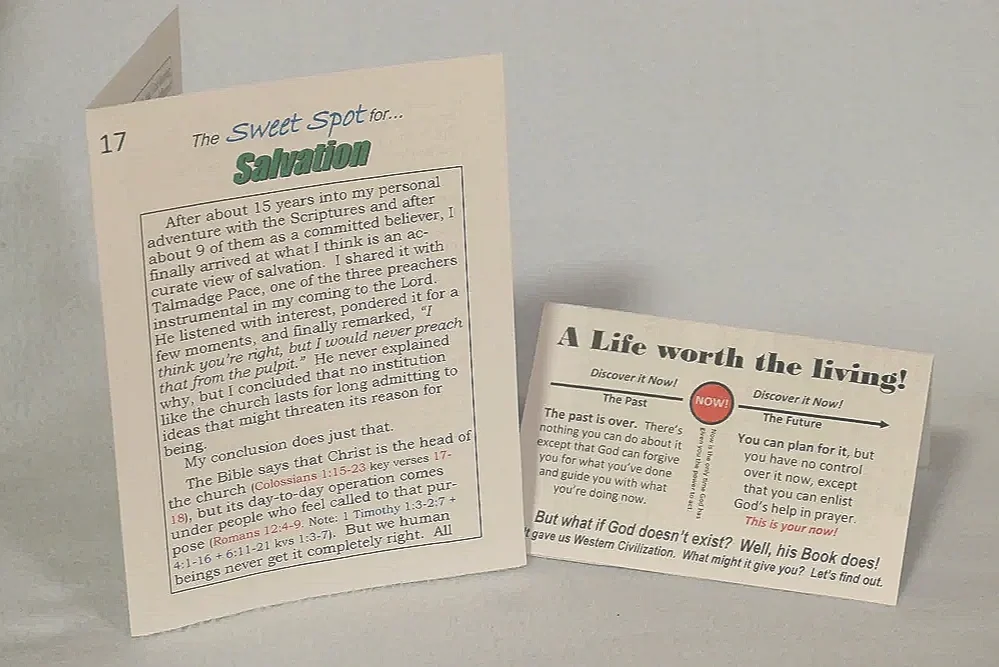 17
The Sweet Spot for...
Salvation
After about 15 years into my personal
adventure with the Scriptures and after
about 9 of them as a committed believer, I
finally arrived at what I think is an ac-
curate view of salvation. I shared it with
Talmadge Pace, one of the three preachers
instrumental in my coming to the Lord.
He listened with interest, pondered it for a
few moments, and finally remarked, "I
think you're right, but I would never preach
that from the pulpit." He never explained
why, but I concluded that no institution
like the church lasts for long admitting to
ideas that might threaten its reason for
being.
My conclusion does just that.
The Bible says that Christ is the head of
the church (Colossians 1:15-23 key verses 17-
18), but its day-to-day operation comes
under people who feel called to that pur-
pose (Romans 12:4-9. Note: 1 Timothy 1:3-2:7 +
4:1-16 + 6:11-21 kvs 1:3-7). But we human
beings never get it completely right. All
A Life worth the living!
Discover it Now!
The Past
NOW!
Discover it Now!
The Future
The past is over. There's
nothing you can do about it
except that God can forgive
you for what you've done
and guide you with what
you're doing now.
Now is the only time God has
given you the power to act.
You can plan for it, but
you have no control
over it now, except
that you can enlist
God's help in prayer.
This is your now!
But what if God doesn't exist? Well, his Book does!
t gave us Western Civilization. What might it give you? Let's find out.